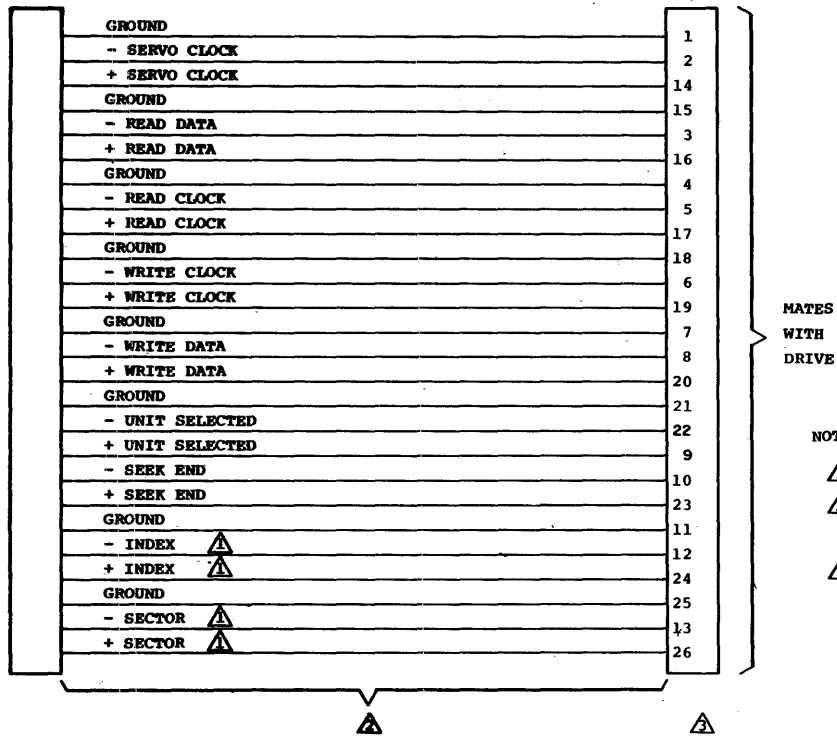 GROUND 1
- SERVO CLOCK 2
+ SERVO CLOCK 14
GROUND 15
- READ DATA 3
+ READ DATA 16
GROUND 4
- READ CLOCK 5
+ READ CLOCK 17
GROUND 18
- WRITE CLOCK 6
+ WRITE CLOCK 19
GROUND 7
- WRITE DATA 8
+ WRITE DATA 20
GROUND 21
- UNIT SELECTED 22
+ UNIT SELECTED 9
- SEEK END 10
+ SEEK END 23
GROUND 11
- INDEX 1 12
+ INDEX 1 24
GROUND 25
- SECTOR 1 13
+ SECTOR 1 26
MATES
WITH
DRIVE
NOT
2
3